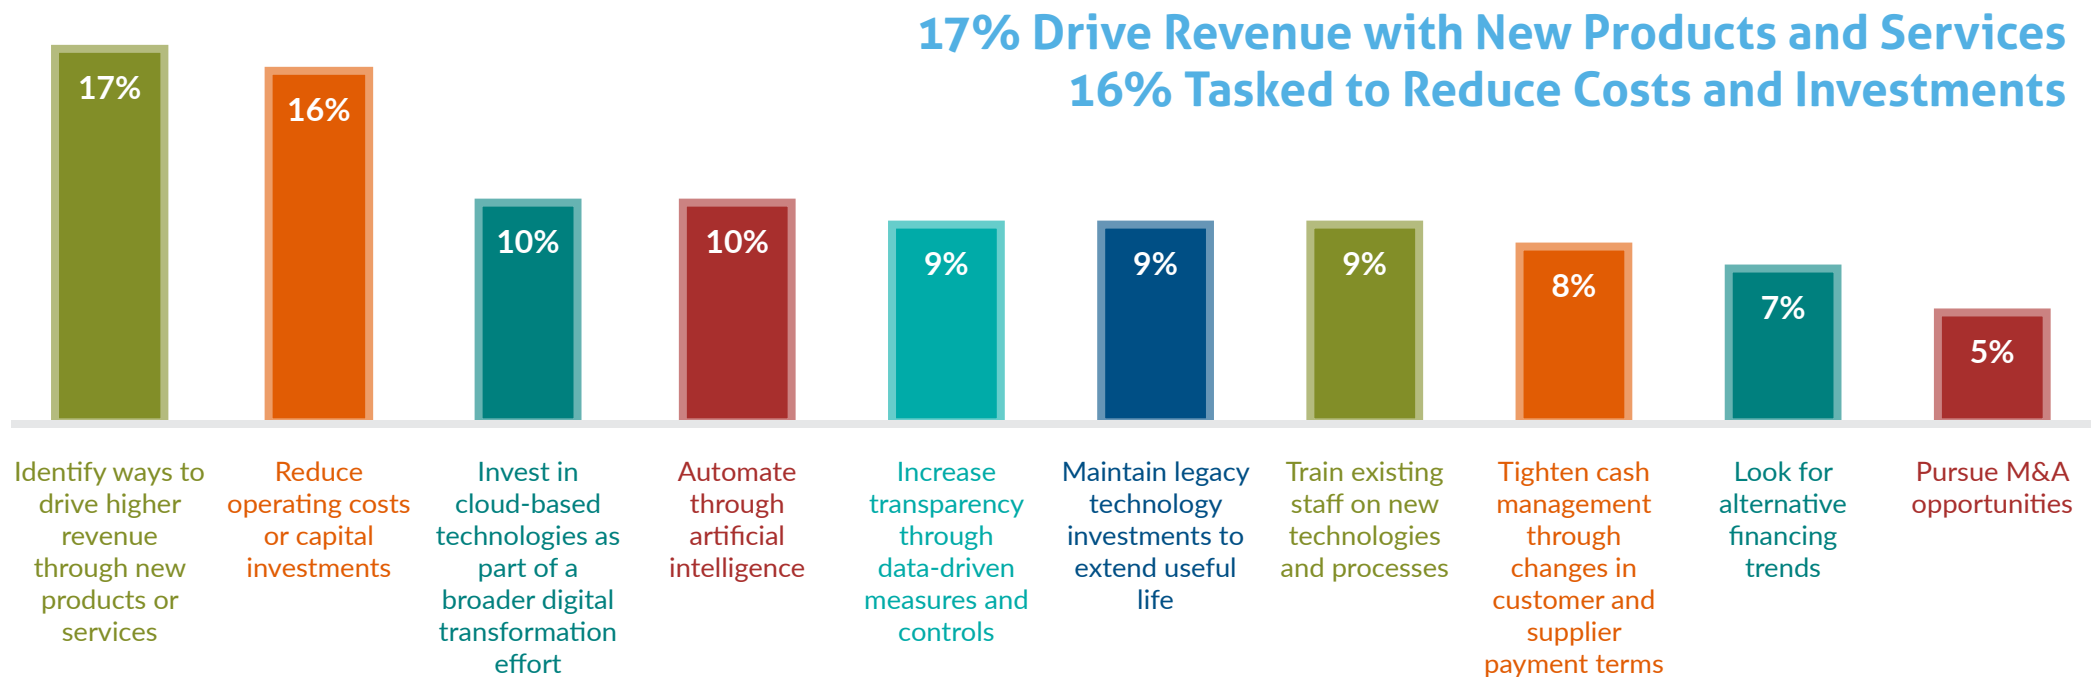 17% Drive Revenue with New Products and Services
16% Tasked to Reduce Costs and Investments
17%
16%
10%
10%
9%
9%
9%
8%
7%
5%
Identify ways to
drive higher
revenue
through new
products or
services
Reduce
operating costs
or capital
investments
Invest in
cloud-based
technologies as
part of a
broader digital
transformation
effort
Automate
through
artificial
intelligence
Increase
transparency
through
data-driven
measures and
controls
Maintain legacy
technology
investments to
extend useful
life
Train existing
staff on new
technologies
and processes
Tighten cash
management
through
changes in
customer and
supplier
payment terms
Look for
alternative
financing
trends
Pursue M&A
opportunities